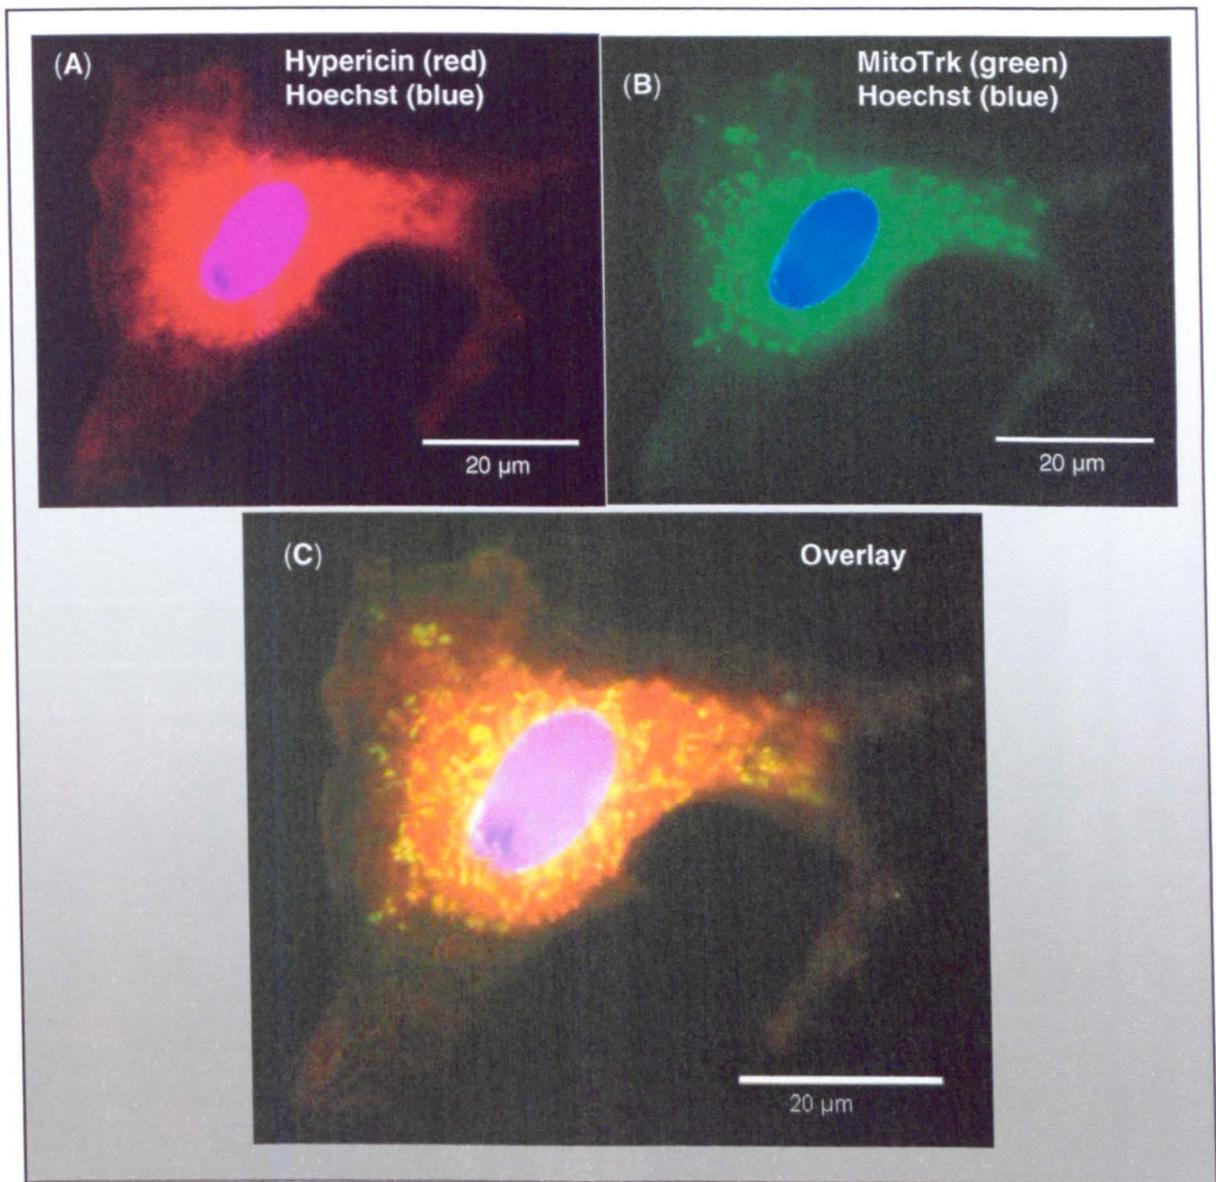 (A)
Hypericin (red)
Hoechst (blue)
20 µm
(B)
MitoTrk (green)
Hoechst (blue)
20 µm
(C)
Overlay
20 µm